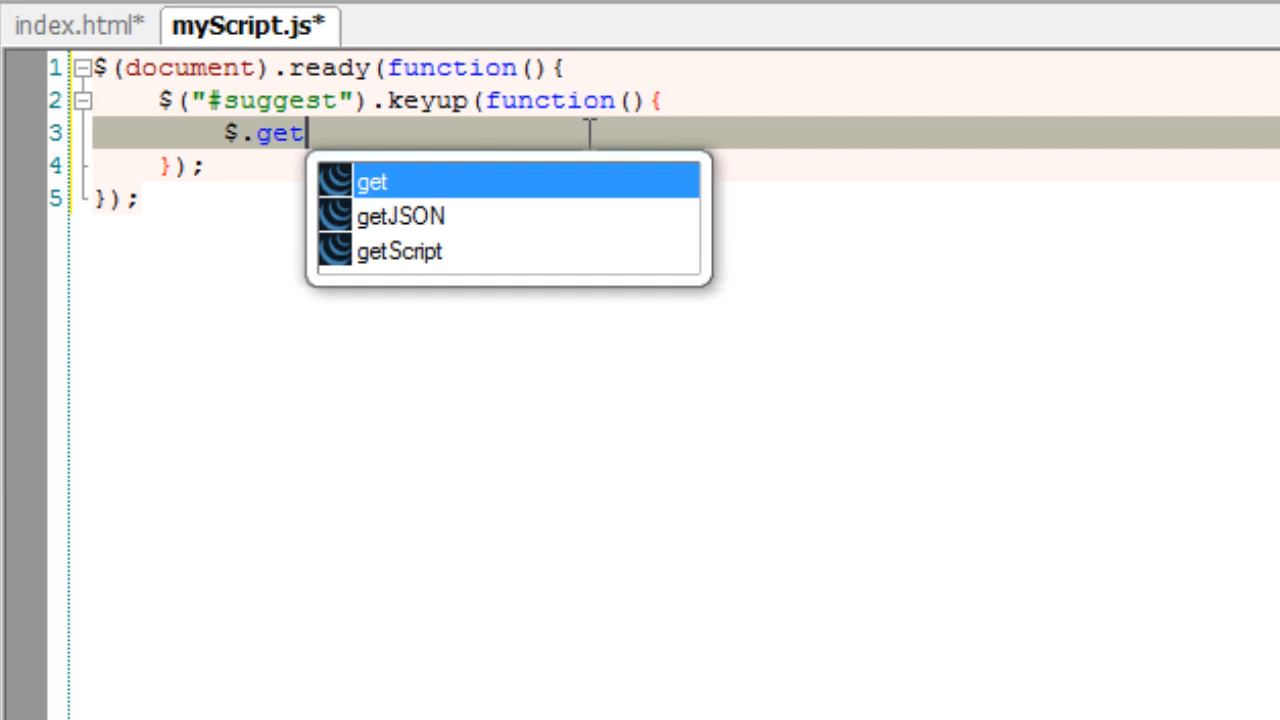 index.html* myScript.js*
1 $(document).ready(function(){
2 $("#suggest").keyup(function(){
3 $.get
4 });
5 });
get
getJSON
getScript